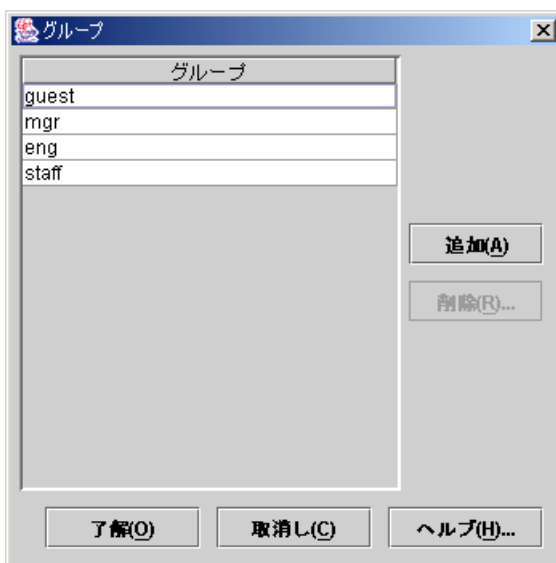 グループ
グループ
guest
mgr
eng
staff
追加(A)
削除(R)...
了解(O)
取消し(C)
ヘルプ(H)...